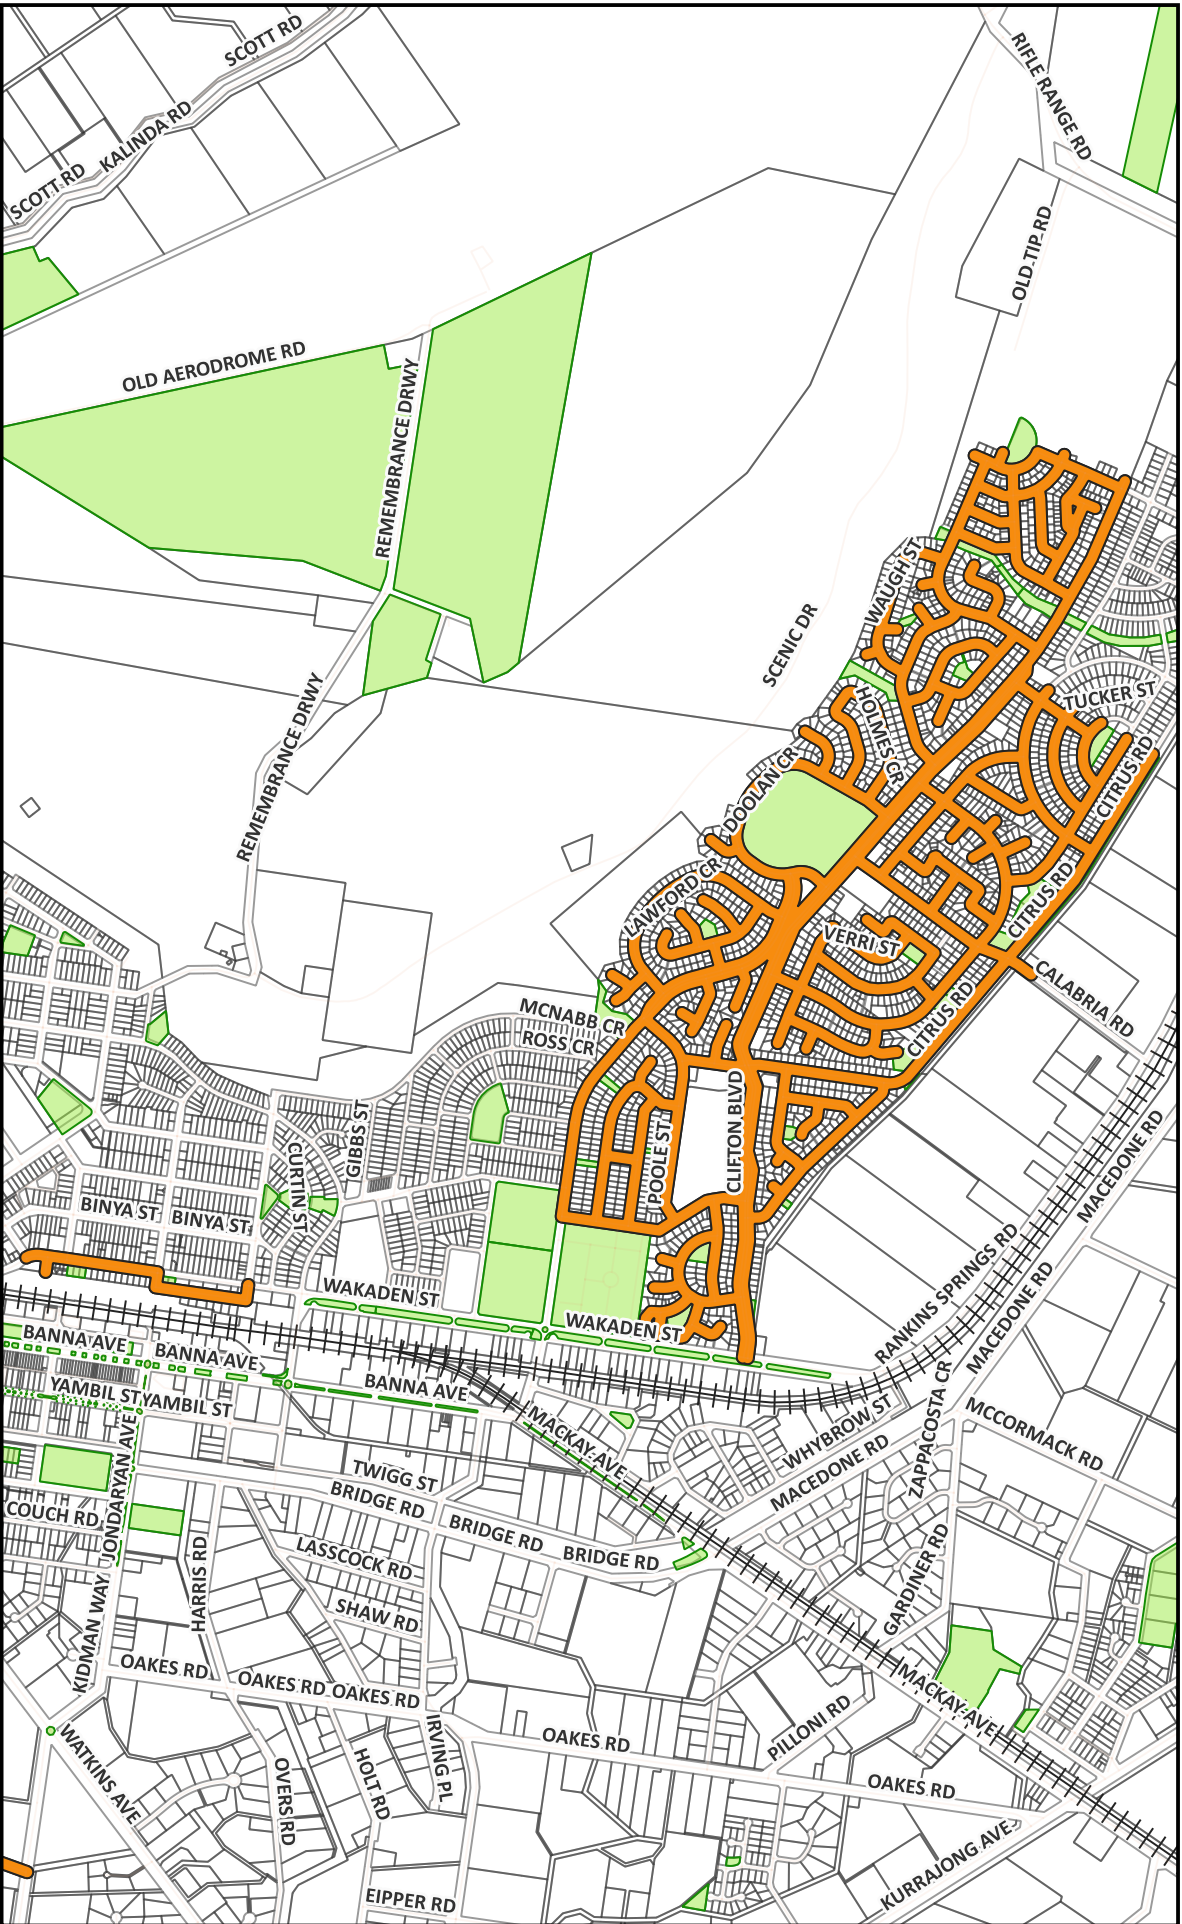 SCOTT RD
RIFLE RANGE RD
KALINDA RD
SCOTT RD
OLD TIP RD
OLD AERODROME RD
REMEMBRANCE DRWY
WAUGH ST
SCENIC DR
TUCKER ST
REMEMBRANCE DRWY
HOLMES CR
CITRUS RD
DOOLAN CR
LAWFORD CR
CITRUS RD
VERRI ST
CALABRIA RD
CITRUS RD
MCNABB CR
ROSS CR
GIBBS ST
CLIFTON BLVD
POOLE ST
MACEDONE RD
CURTIN ST
BINYA ST
BINYA ST
RANKINS SPRINGS RD
MACEDONE RD
WAKADEN ST
WAKADEN ST
BANNA AVE
BANNA AVE
BANNA AVE
YAMBIL ST
YAMBIL ST
MACKAY AVE
WHYBROW ST
ZAPPACOSTA CR
MCCORMACK RD
MACEDONE RD
TWIGG ST
BRIDGE RD
JONDARYAN AVE
COUCH RD
BRIDGE RD
BRIDGE RD
LASSCOCK RD
HARRIS RD
GARDINER RD
SHAW RD
KIDMAN WAY
OAKES RD
OAKES RD
OAKES RD
MACKAY AVE
PILLONI RD
IRVING PL
OAKES RD
WATKINS AVE
OVERS RD
HOLT RD
OAKES RD
KURRAJONG AVE
EIPPER RD